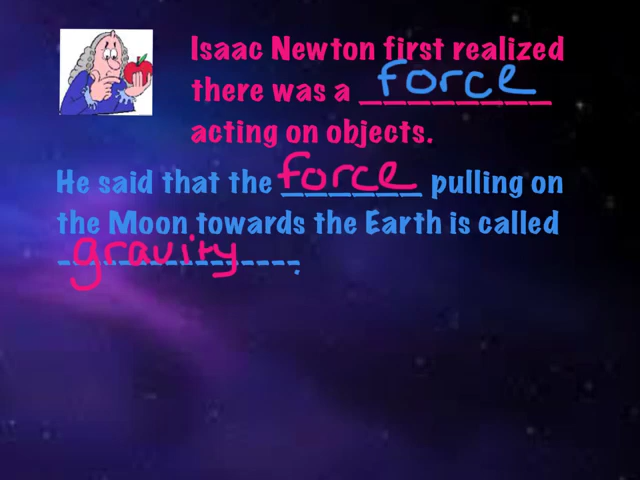 Isaac Newton first realized
there was a force
acting on objects.
He said that the force pulling on
the Moon towards the Earth is called
gravity.